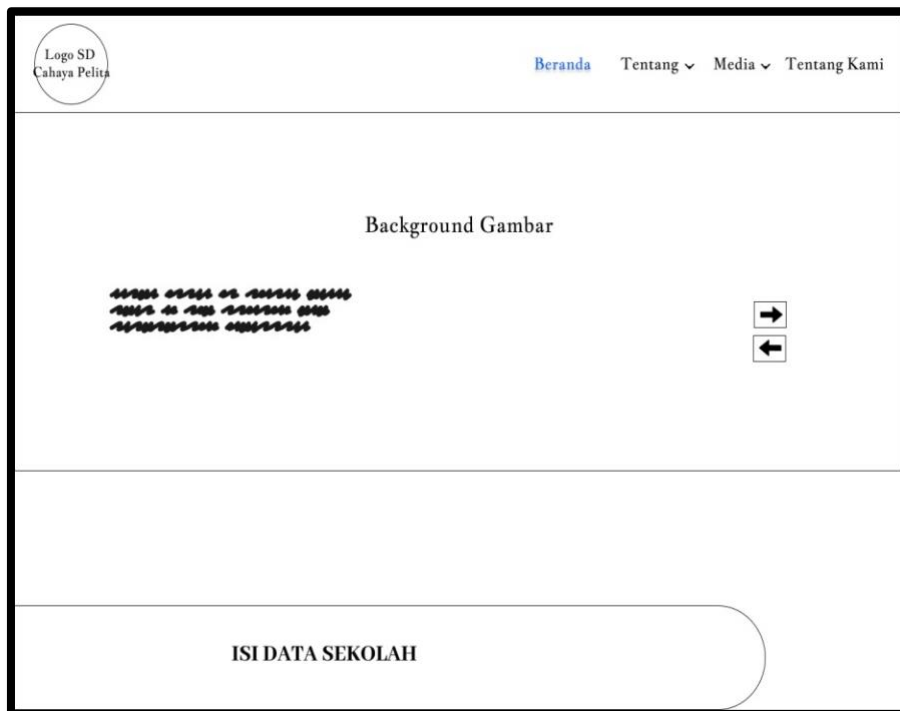 Logo SD
Cahaya Pelita
Beranda Tentang Media Tentang Kami
Background Gambar
ISI DATA SEKOLAH